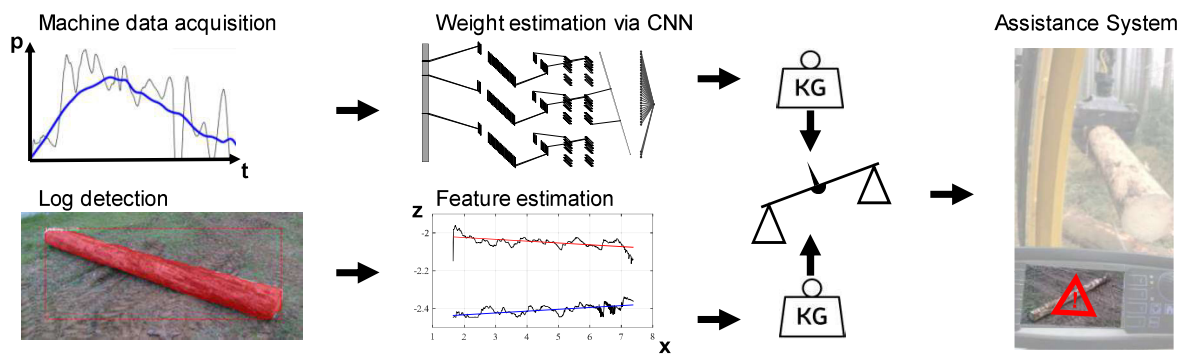 Machine data acquisition
Weight estimation via CNN
Assistance System
p
t
KG
Log detection
Feature estimation
z
-2
-2.2
-2.4
1 2 3 4 5 6 7 8
x
KG
!